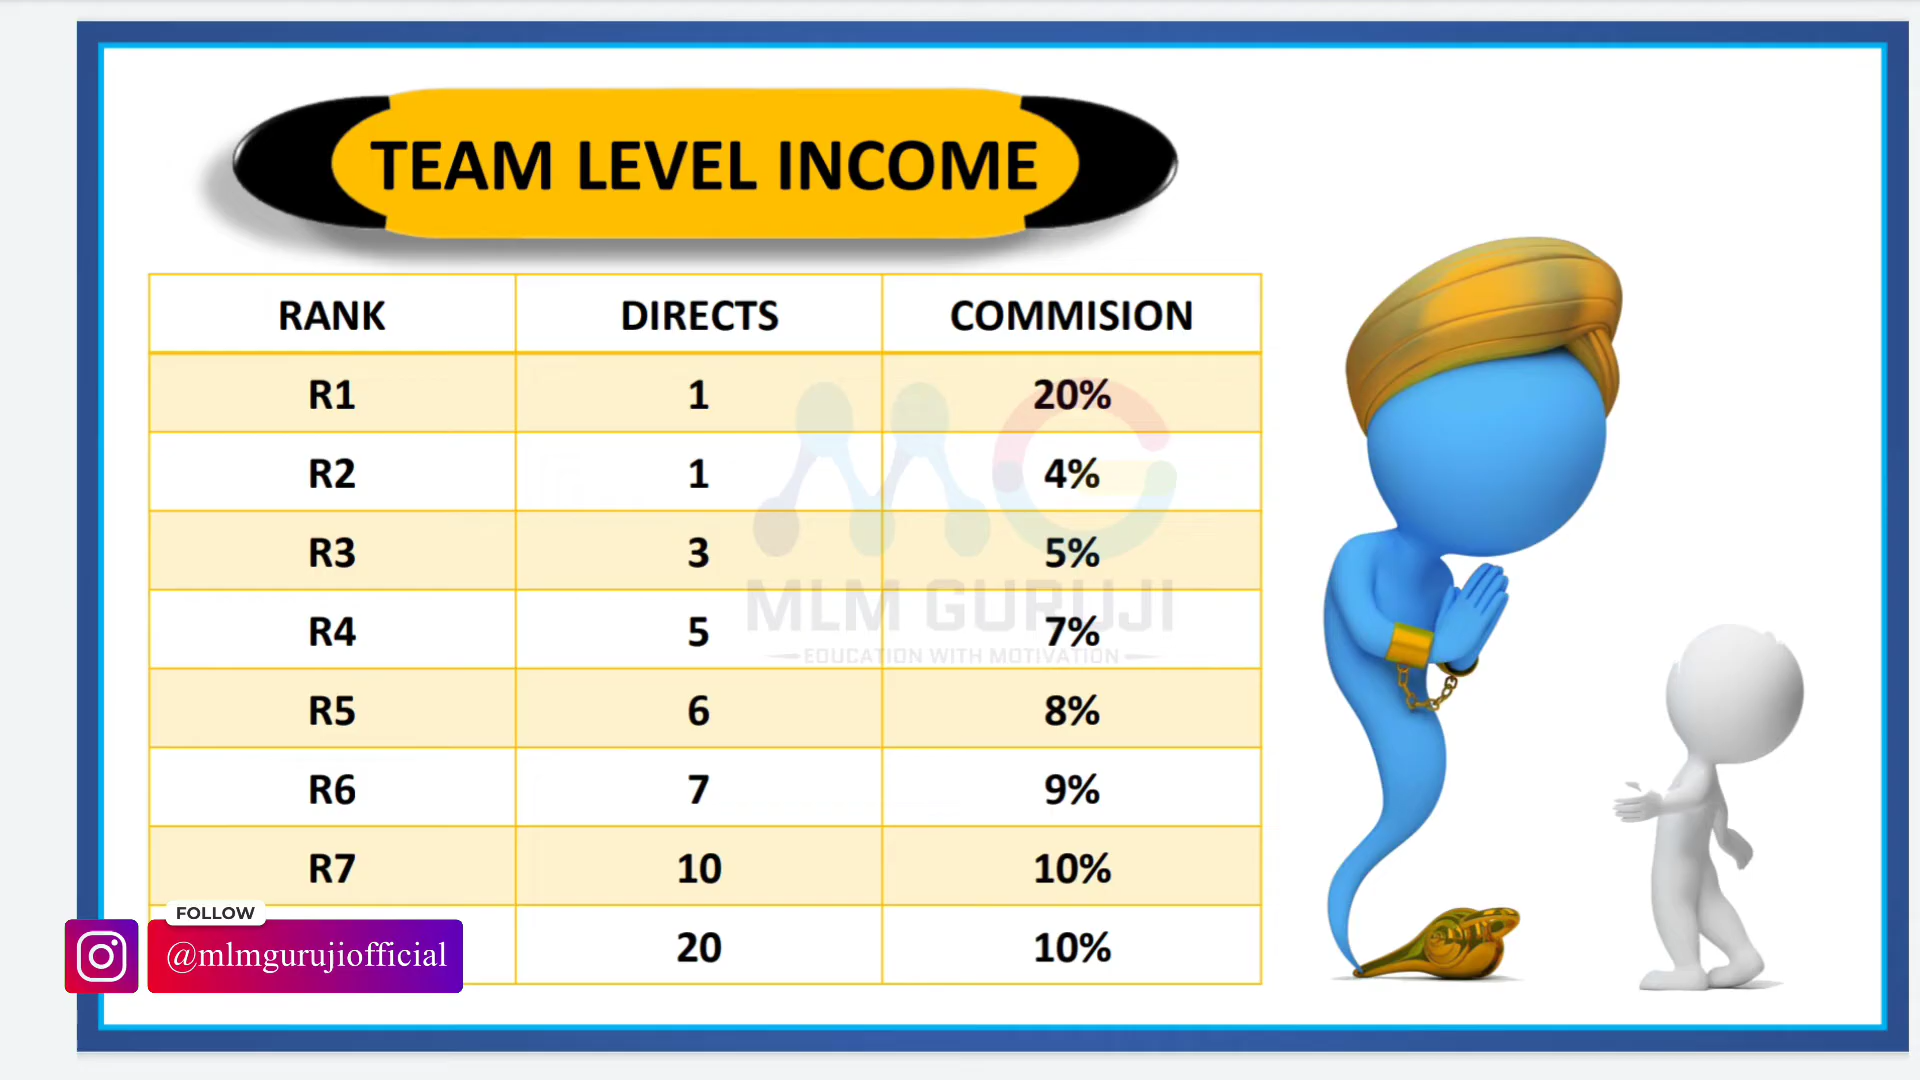 TEAM LEVEL INCOME
RANK DIRECTS COMMISION
R1 1 20%
R2 1 4%
R3 3 5%
R4 5 7%
R5 6 8%
R6 7 9%
R7 10 10%
20 10%
MLM GURUJI
EDUCATION WITH MOTIVATION
FOLLOW
@mlmgurujiofficial